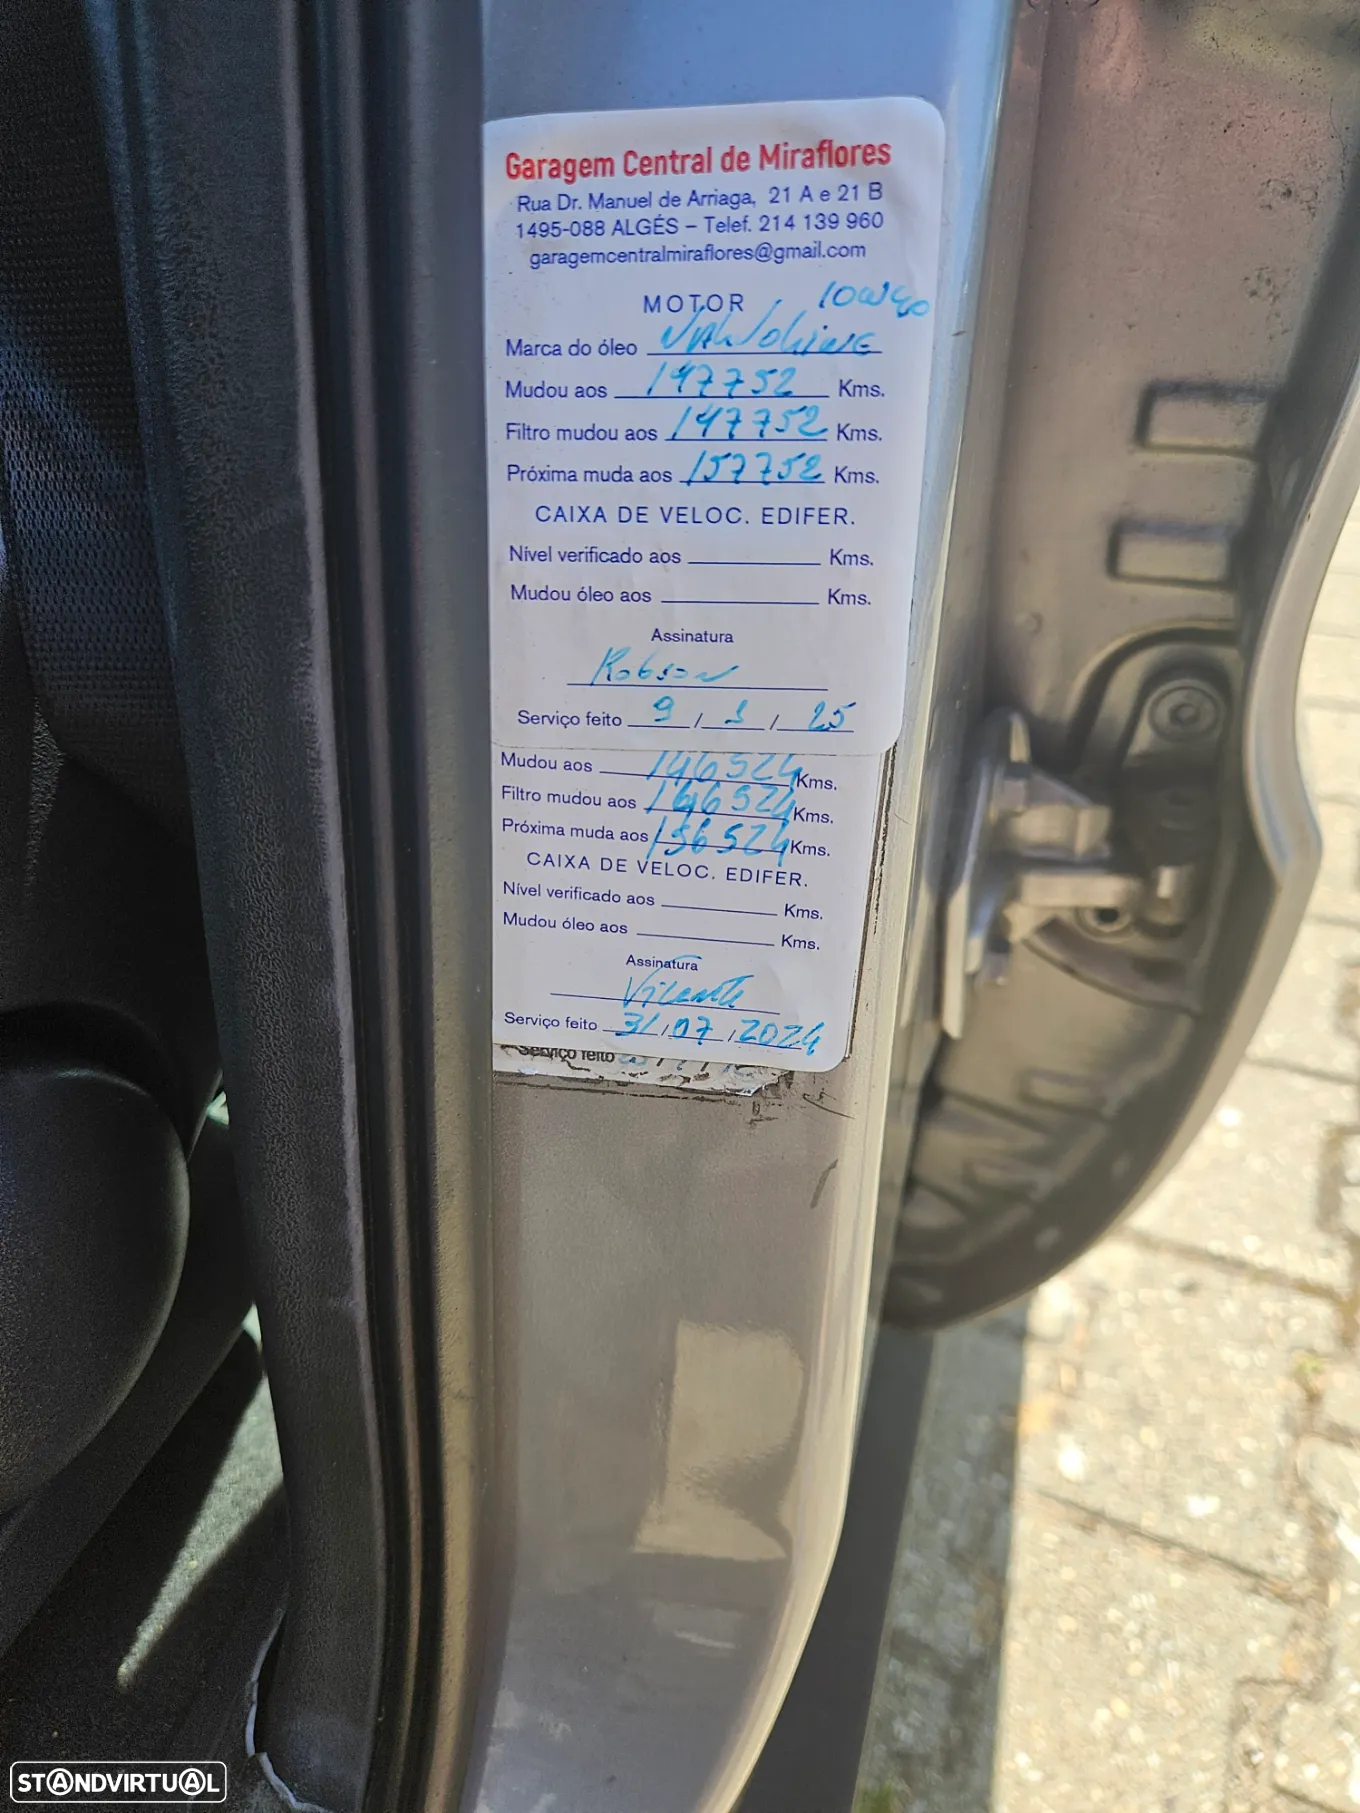 Garagem Central de Miraflores
Rua Dr. Manuel de Arriaga, 21 A e 21 B
1495-088 ALGÉS – Telef. 214 139 960
garagemcentralmiraflores@gmail.com
MOTOR 10W40
Marca do óleo VALVOLINE
Mudou aos 147752 Kms.
Filtro mudou aos 147752 Kms.
Próxima muda aos 157752 Kms.
CAIXA DE VELOC. EDIFER.
Nível verificado aos Kms.
Mudou óleo aos Kms.
Assinatura
Robson
Serviço feito 9 / 1 / 25
Mudou aos 146524 Kms.
Filtro mudou aos 146524 Kms.
Próxima muda aos 156524 Kms.
CAIXA DE VELOC. EDIFER.
Nível verificado aos Kms.
Mudou óleo aos Kms.
Assinatura
Vicente
Serviço feito 31 / 07 / 2024
Serviço feito
STANDVIRTUAL